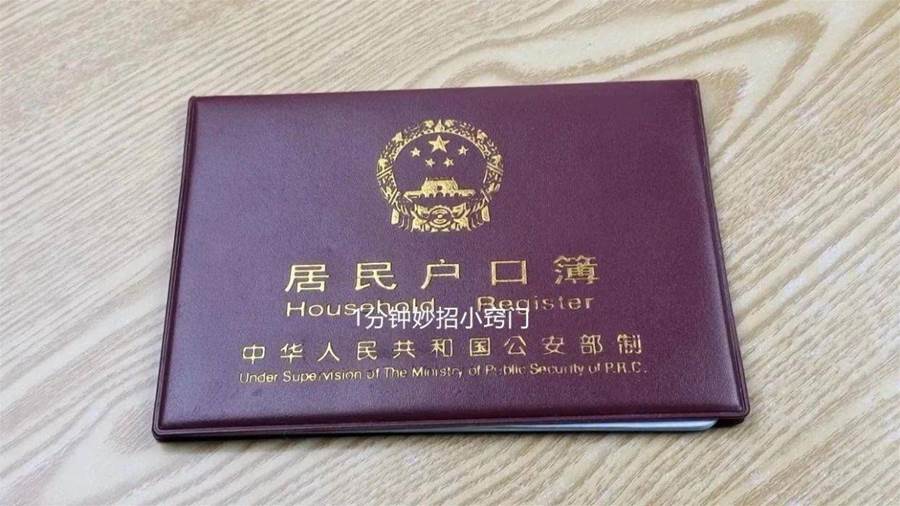 居民户口簿
Household Register
1分钟妙招小窍门
中华人民共和国公安部制
Under Supervision of The Ministry of Public Security of P.R.C.